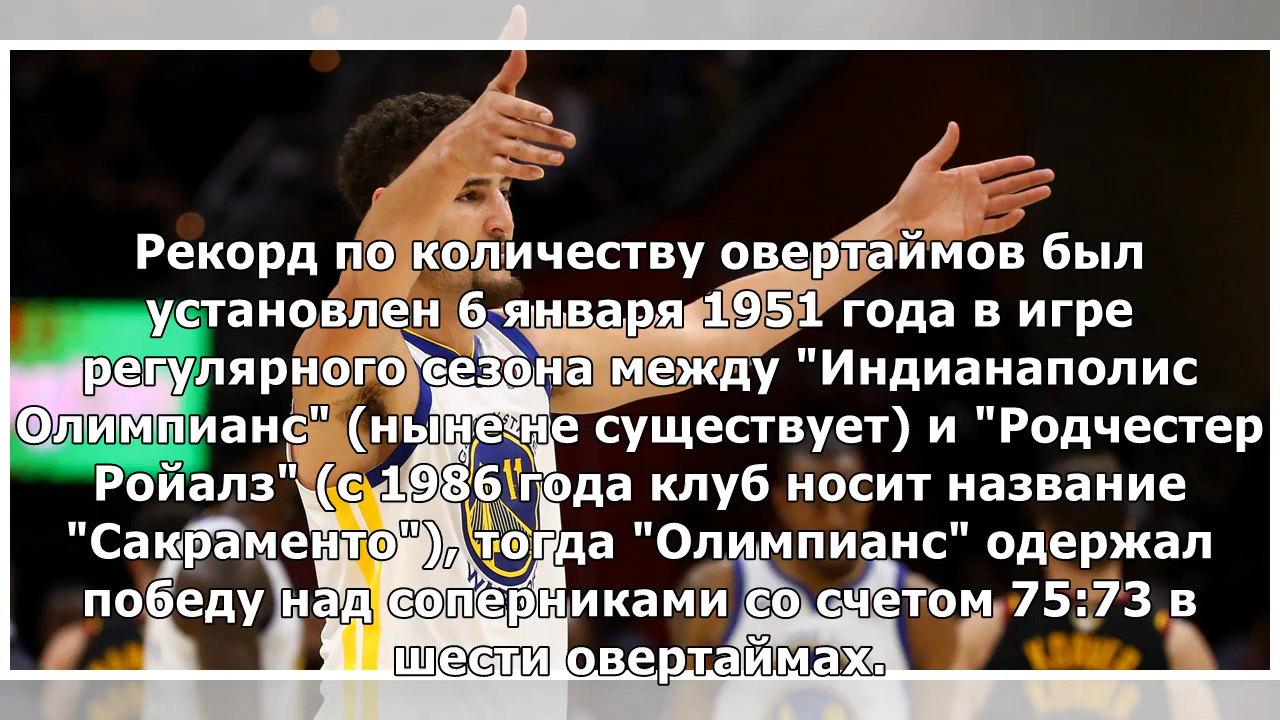 Рекорд по количеству овертаймов был
установлен 6 января 1951 года в игре
регулярного сезона между "Индианаполис
Олимпианс" (ныне не существует) и "Родчестер
Ройалз" (с 1986 года клуб носит название
"Сакраменто"), тогда "Олимпианс" одержал
победу над соперниками со счетом 75:73 в
шести овертаймах.
11